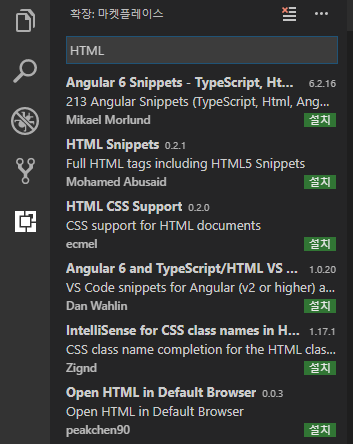 확장: 마켓플레이스
HTML
Angular 6 Snippets - TypeScript, Ht... 6.2.16
213 Angular Snippets (TypeScript, Html, Ang...
Mikael Morlund 설치
HTML Snippets 0.2.1
Full HTML tags including HTML5 Snippets
Mohamed Abusaid 설치
HTML CSS Support 0.2.0
CSS support for HTML documents
ecmel 설치
Angular 6 and TypeScript/HTML VS ... 1.0.20
VS Code snippets for Angular (v2 or higher) a...
Dan Wahlin 설치
IntelliSense for CSS class names in H... 1.17.1
CSS class name completion for the HTML clas...
Zignd 설치
Open HTML in Default Browser 0.0.3
Open HTML in Default Browser
peakchen90 설치